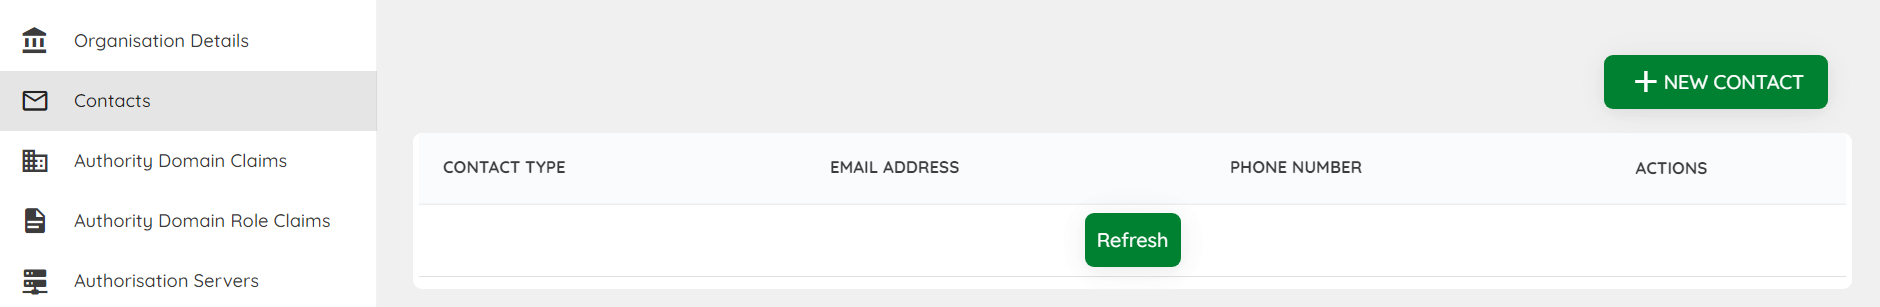 Organisation Details
Contacts
Authority Domain Claims
Authority Domain Role Claims
Authorisation Servers
NEW CONTACT
CONTACT TYPE EMAIL ADDRESS PHONE NUMBER ACTIONS
Refresh